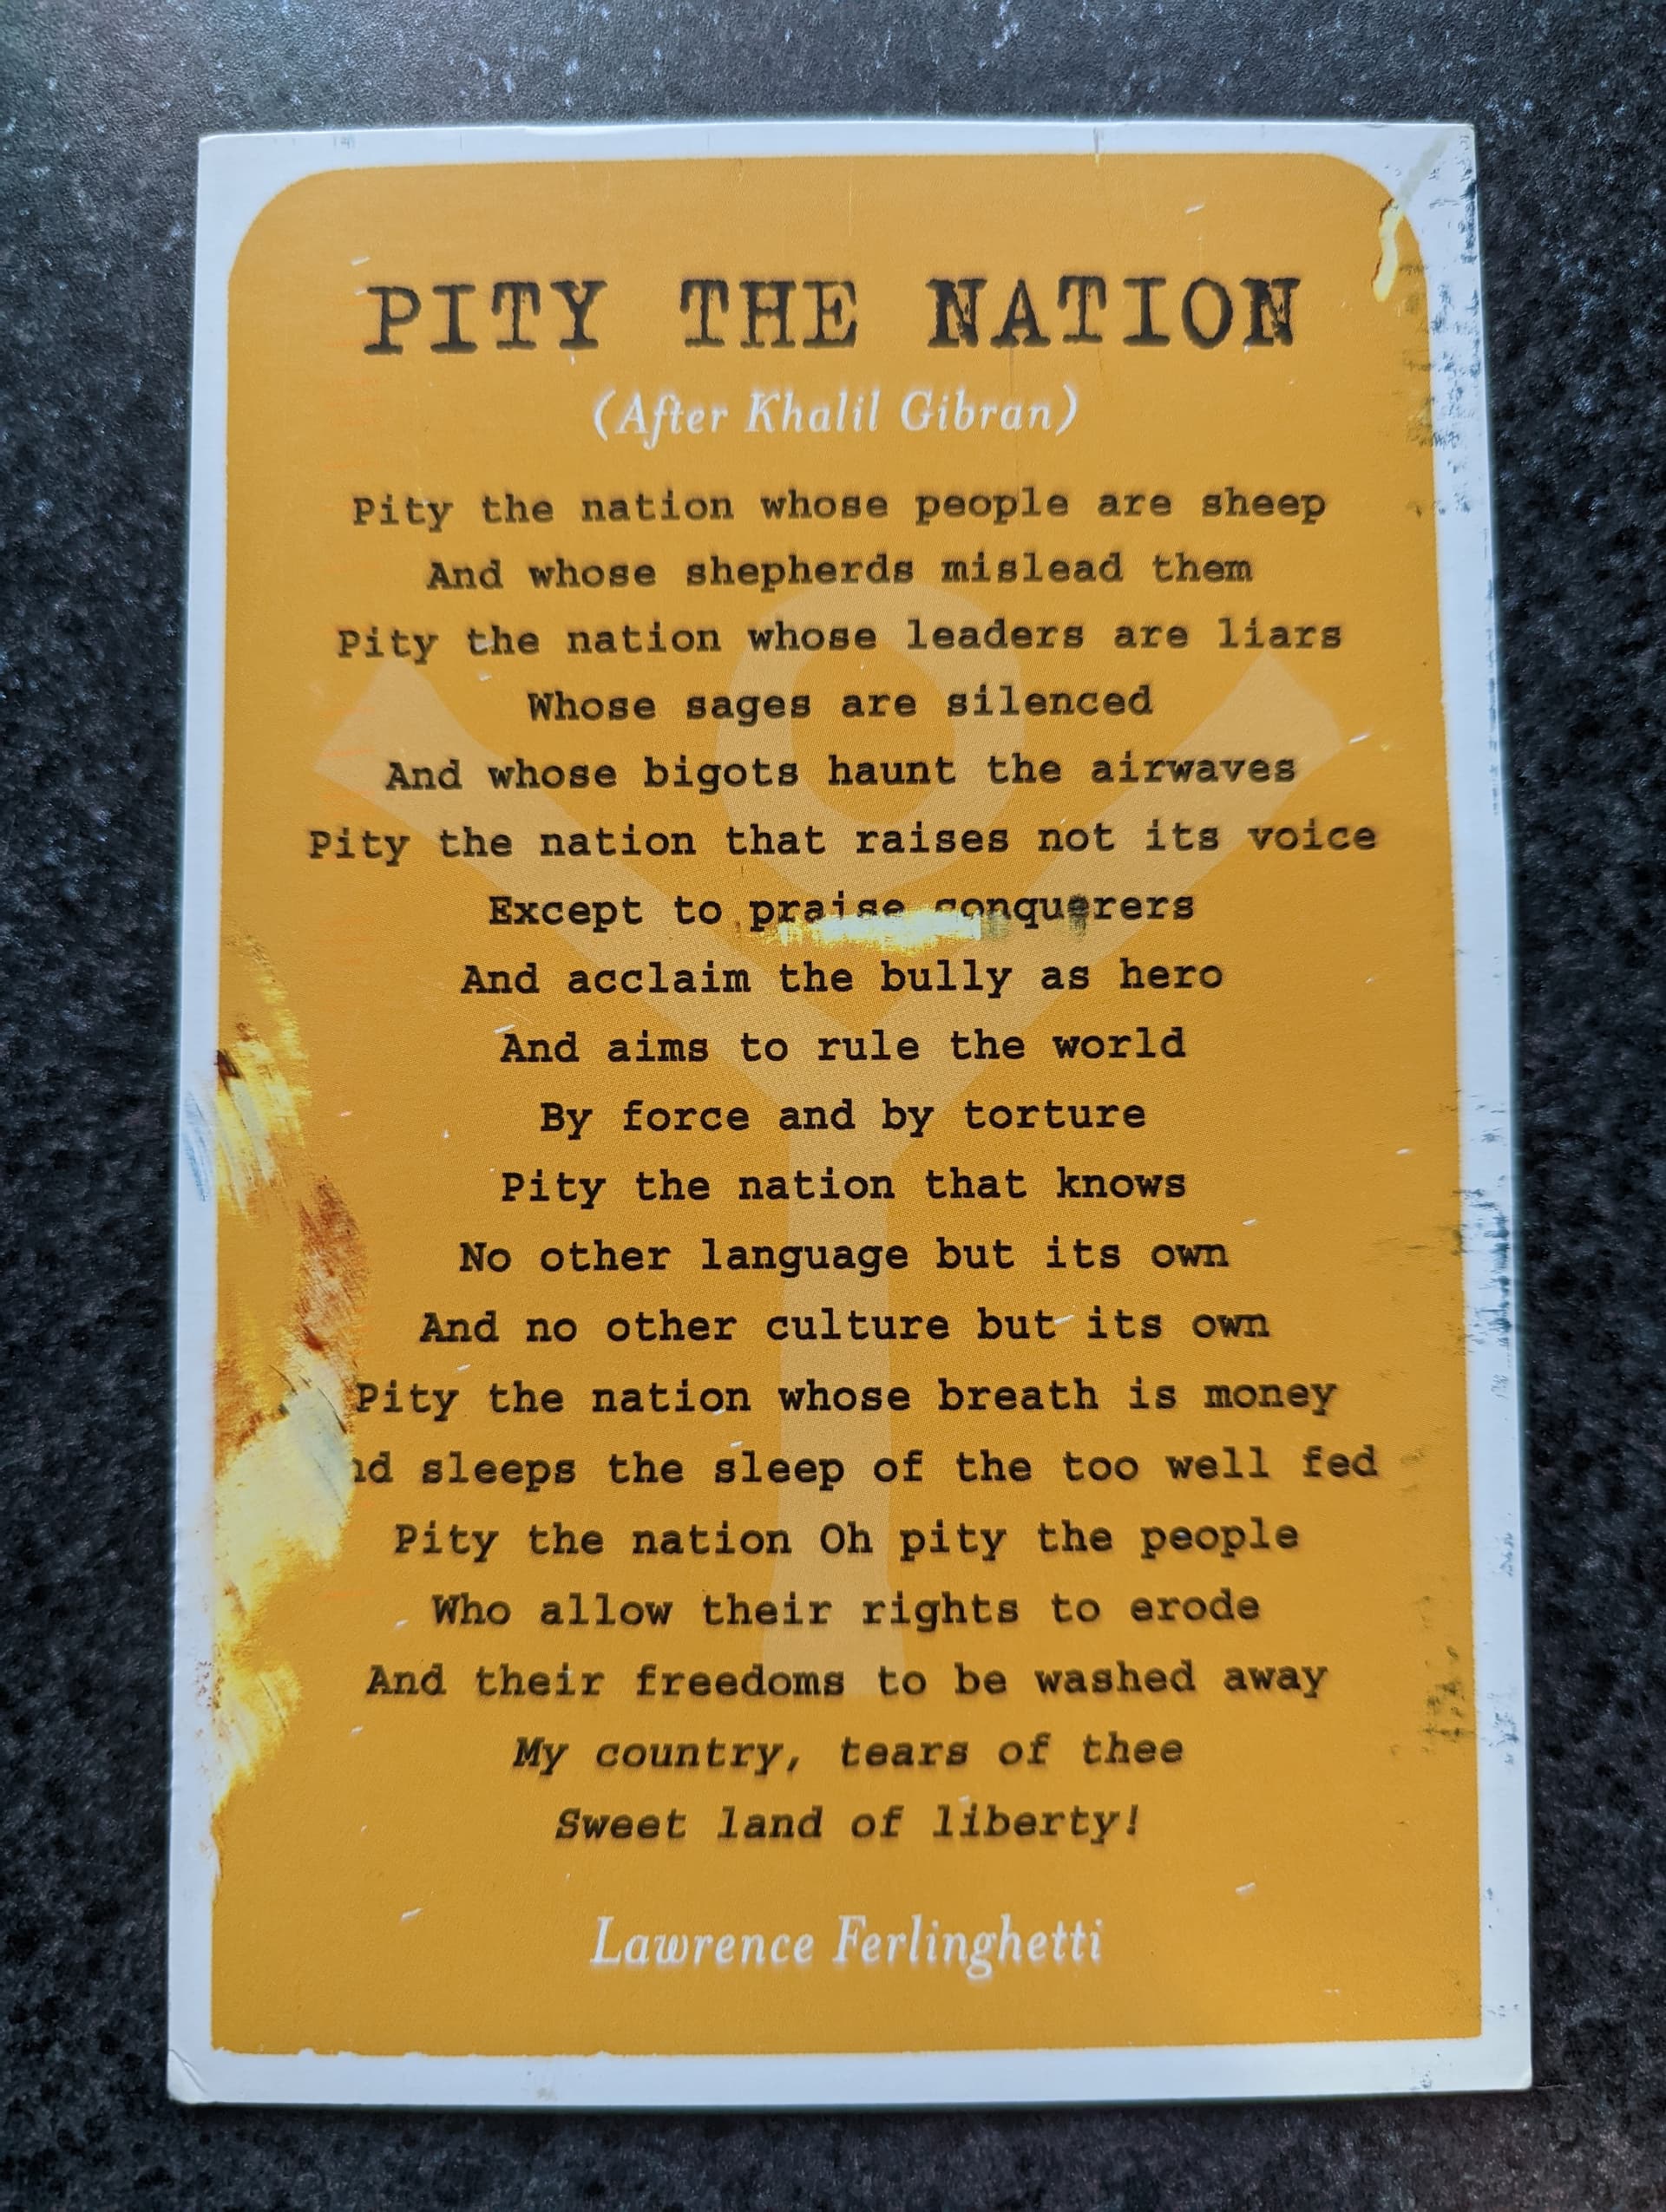 PITY THE NATION
(After Khalil Gibran)
Pity the nation whose people are sheep
And whose shepherds mislead them
Pity the nation whose leaders are liars
Whose sages are silenced
And whose bigots haunt the airwaves
Pity the nation that raises not its voice
Except to praise conquerers
And acclaim the bully as hero
And aims to rule the world
By force and by torture
Pity the nation that knows
No other language but its own
And no other culture but its own
Pity the nation whose breath is money
nd sleeps the sleep of the too well fed
Pity the nation Oh pity the people
Who allow their rights to erode
And their freedoms to be washed away
My country, tears of thee
Sweet land of liberty!
Lawrence Ferlinghetti